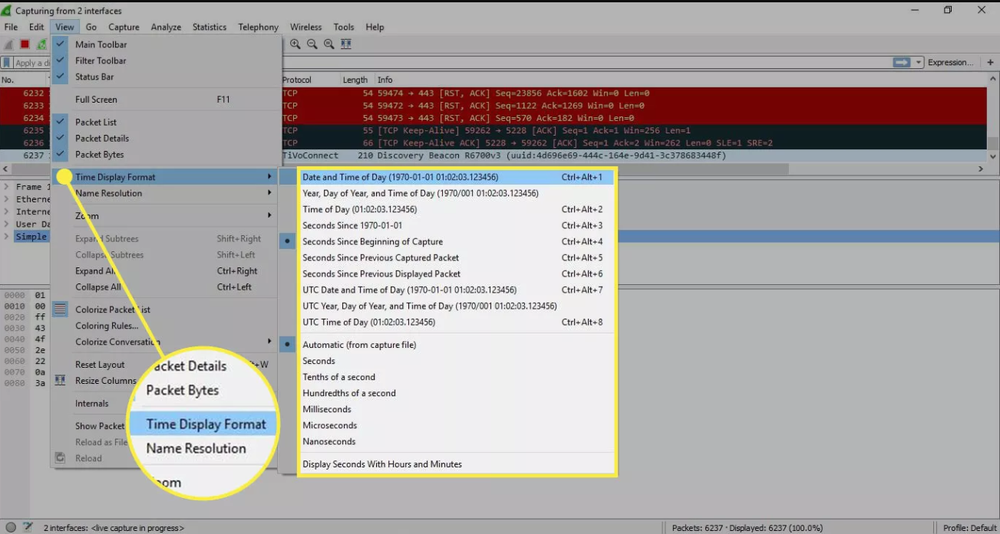 Capturing from 2 interfaces
File Edit View Go Capture Analyze Statistics Telephony Wireless Tools Help
Apply a di
Expression... +
No. Protocol Length Info
6232 TCP 54 59474 → 443 [RST, ACK] Seq=23856 Ack=1602 Win=0 Len=0
6233 TCP 54 59472 → 443 [RST, ACK] Seq=1122 Ack=1269 Win=0 Len=0
6234 TCP 54 59473 → 443 [RST, ACK] Seq=570 Ack=182 Win=0 Len=0
6235 TCP 55 [TCP Keep-Alive] 59262 → 5228 [ACK] Seq=1 Ack=1 Win=256 Len=1
6236 TCP 66 [TCP Keep-Alive ACK] 5228 → 59262 [ACK] Seq=1 Ack=2 Win=262 Len=0 SLE=1 SRE=2
6237 TiVoConnect 210 Discovery Beacon R6700v3 (uuid:4d696e69-444c-164e-9d41-3c378683448f)
Frame 1
Etherne
Interne
User Da
Simple
0000 01
0010 00
0020 ff
0030 43
0040 4f
0050 2e
0060 22
0070 0a
0080 3a
Main Toolbar
Filter Toolbar
Status Bar
Full Screen F11
Packet List
Packet Details
Packet Bytes
Time Display Format
Name Resolution
Zoom
Expand Subtrees Shift+Right
Collapse Subtrees Shift+Left
Expand All Ctrl+Right
Collapse All Ctrl+Left
Colorize Packet List
Coloring Rules...
Colorize Conversation
Reset Layout +W
Resize Columns
Internals
Show Packet
Reload as File
Reload
Date and Time of Day (1970-01-01 01:02:03.123456) Ctrl+Alt+1
Year, Day of Year, and Time of Day (1970/001 01:02:03.123456)
Time of Day (01:02:03.123456) Ctrl+Alt+2
Seconds Since 1970-01-01 Ctrl+Alt+3
Seconds Since Beginning of Capture Ctrl+Alt+4
Seconds Since Previous Captured Packet Ctrl+Alt+5
Seconds Since Previous Displayed Packet Ctrl+Alt+6
UTC Date and Time of Day (1970-01-01 01:02:03.123456) Ctrl+Alt+7
UTC Year, Day of Year, and Time of Day (1970/001 01:02:03.123456)
UTC Time of Day (01:02:03.123456) Ctrl+Alt+8
Automatic (from capture file)
Seconds
Tenths of a second
Hundredths of a second
Milliseconds
Microseconds
Nanoseconds
Display Seconds With Hours and Minutes
acket Details
Packet Bytes
Time Display Format
Name Resolution
oom
2 interfaces: <live capture in progress>
Packets: 6237 · Displayed: 6237 (100.0%)
Profile: Default